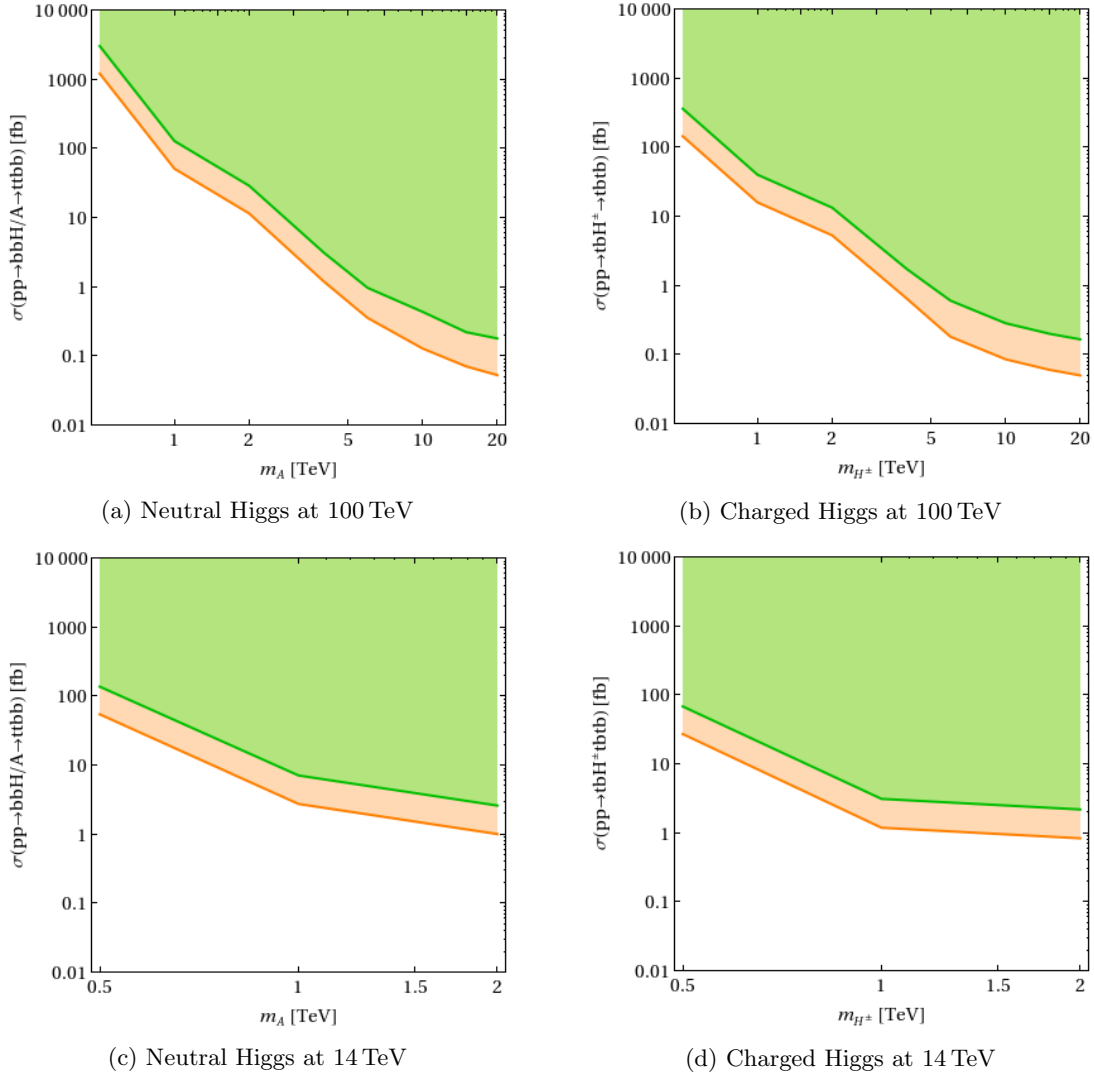 10 000
1000
100
10
1
0.1
0.01
σ(pp→bbH/A→ttbb) [fb]
1 2 5 10 20
m_A [TeV]
(a) Neutral Higgs at 100 TeV
10 000
1000
100
10
1
0.1
0.01
σ(pp→tbH±→tbtb) [fb]
1 2 5 10 20
m_H± [TeV]
(b) Charged Higgs at 100 TeV
10 000
1000
100
10
1
0.1
0.01
σ(pp→bbH/A→ttbb) [fb]
0.5 1 1.5 2
m_A [TeV]
(c) Neutral Higgs at 14 TeV
10 000
1000
100
10
1
0.1
0.01
σ(pp→tbH±tbtb) [fb]
0.5 1 1.5 2
m_H± [TeV]
(d) Charged Higgs at 14 TeV